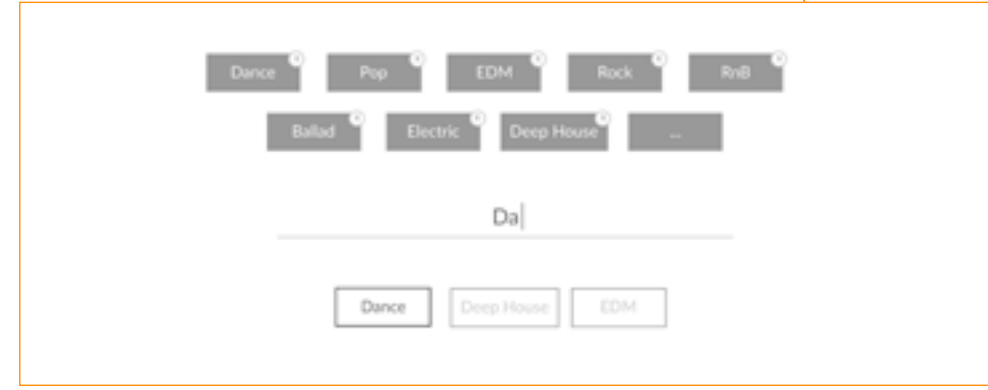 Dance Pop EDM Rock RnB
Ballad Electric Deep House ...
Da
Dance Deep House EDM